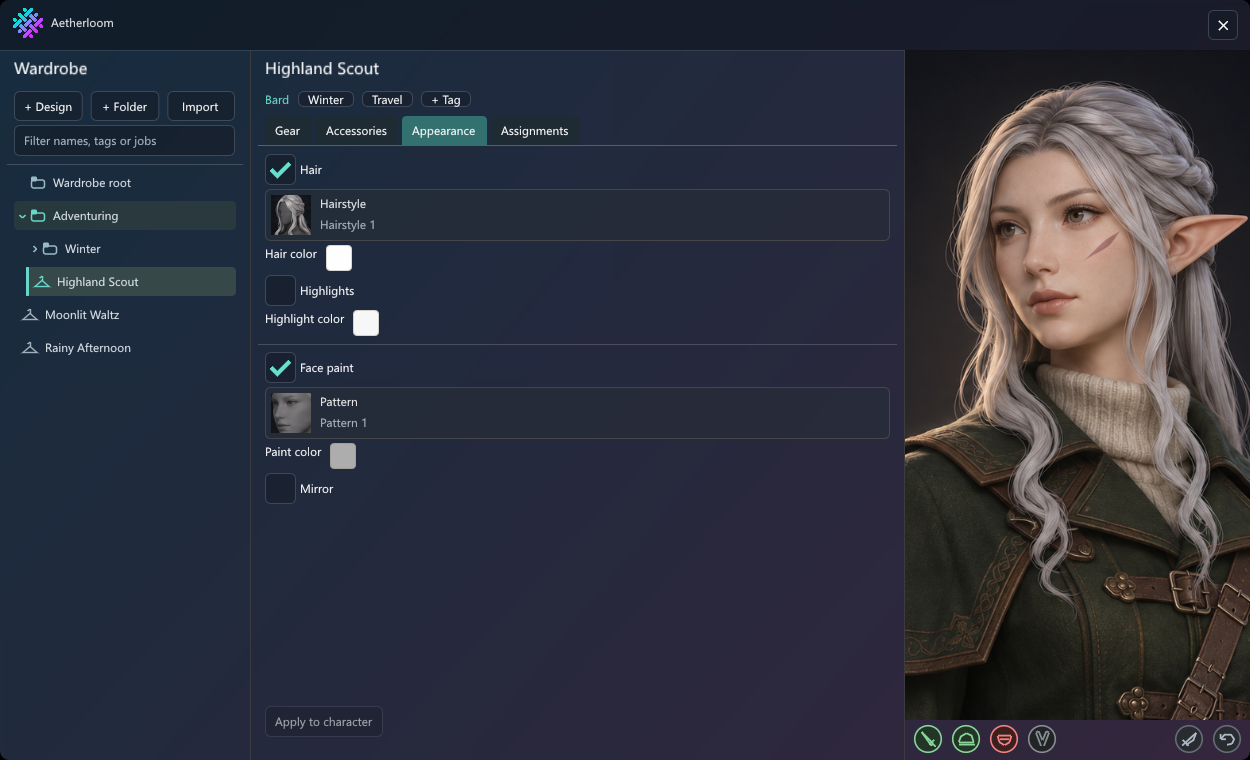 Aetherloom
Wardrobe
+ Design
+ Folder
Import
Filter names, tags or jobs
Wardrobe root
Adventuring
Winter
Highland Scout
Moonlit Waltz
Rainy Afternoon
Highland Scout
Bard
Winter
Travel
+ Tag
Gear
Accessories
Appearance
Assignments
Hair
Hairstyle
Hairstyle 1
Hair color
Highlights
Highlight color
Face paint
Pattern
Pattern 1
Paint color
Mirror
Apply to character